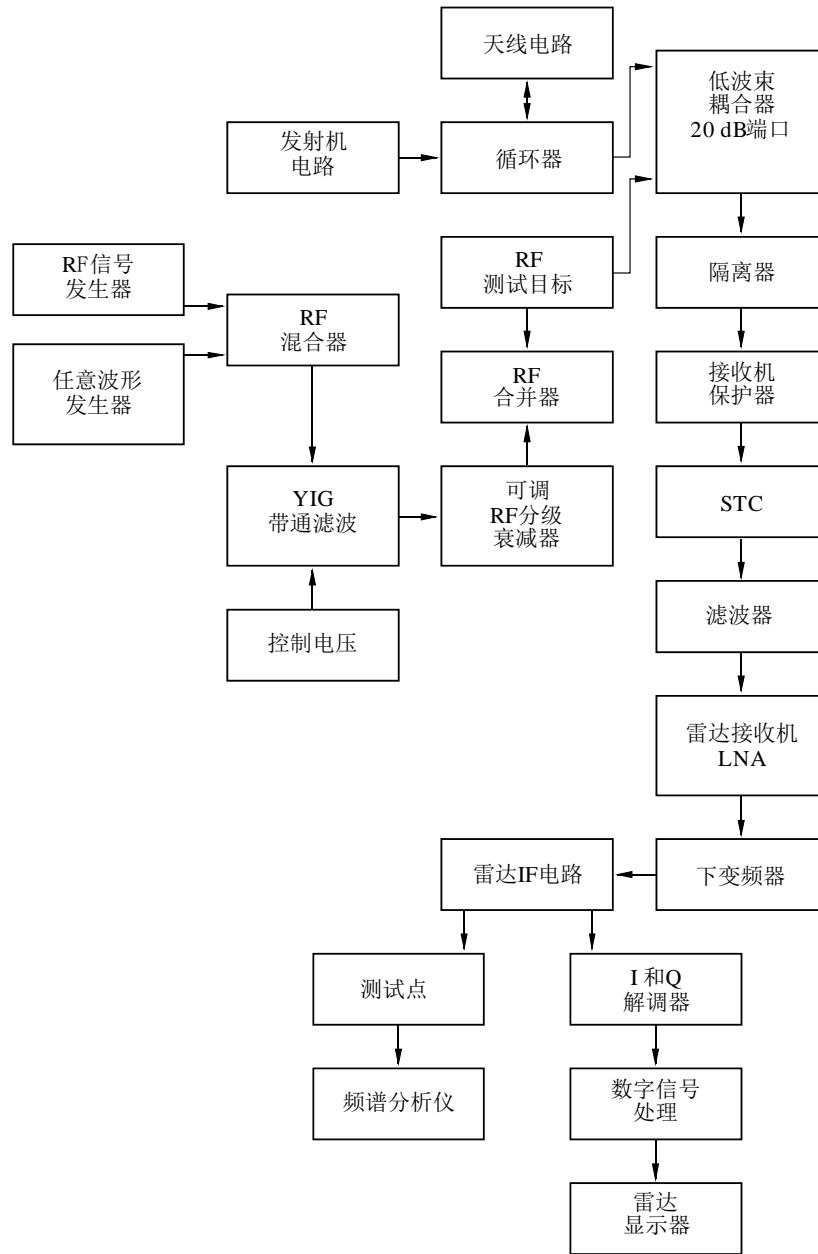 天线电路
低波束
耦合器
20 dB端口
发射机
电路
循环器
RF信号
发生器
RF
测试目标
隔离器
RF
混合器
任意波形
发生器
RF
合并器
接收机
保护器
YIG
带通滤波
可调
RF分级
衰减器
STC
控制电压
滤波器
雷达接收机
LNA
雷达IF电路
下变频器
测试点
I 和Q
解调器
频谱分析仪
数字信号
处理
雷达
显示器